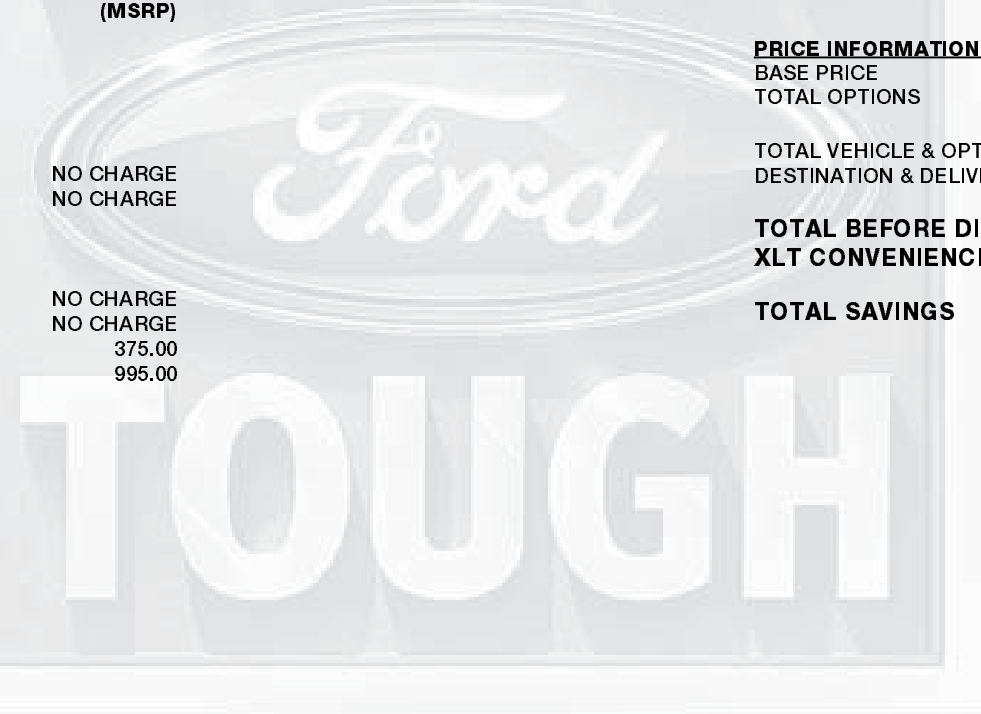 (MSRP)
NO CHARGE
NO CHARGE
NO CHARGE
NO CHARGE
375.00
995.00
PRICE INFORMATION
BASE PRICE
TOTAL OPTIONS
TOTAL VEHICLE & OPT
DESTINATION & DELIV
TOTAL BEFORE DI
XLT CONVENIENC
TOTAL SAVINGS
Ford
TOUGH